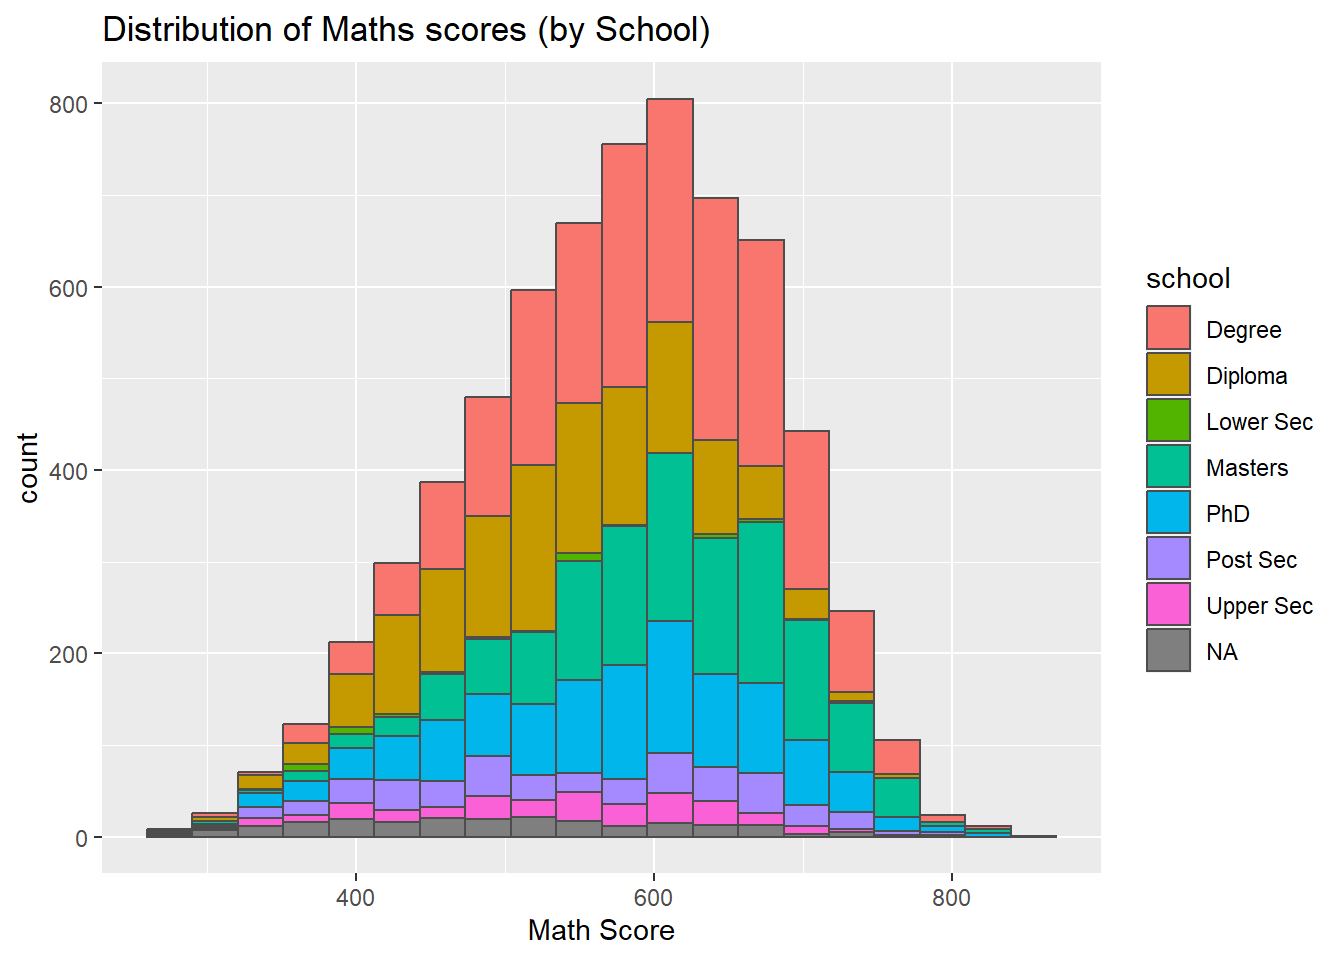 Distribution of Maths scores (by School)
800
600
400
200
0
count
400
600
800
Math Score
school
Degree
Diploma
Lower Sec
Masters
PhD
Post Sec
Upper Sec
NA